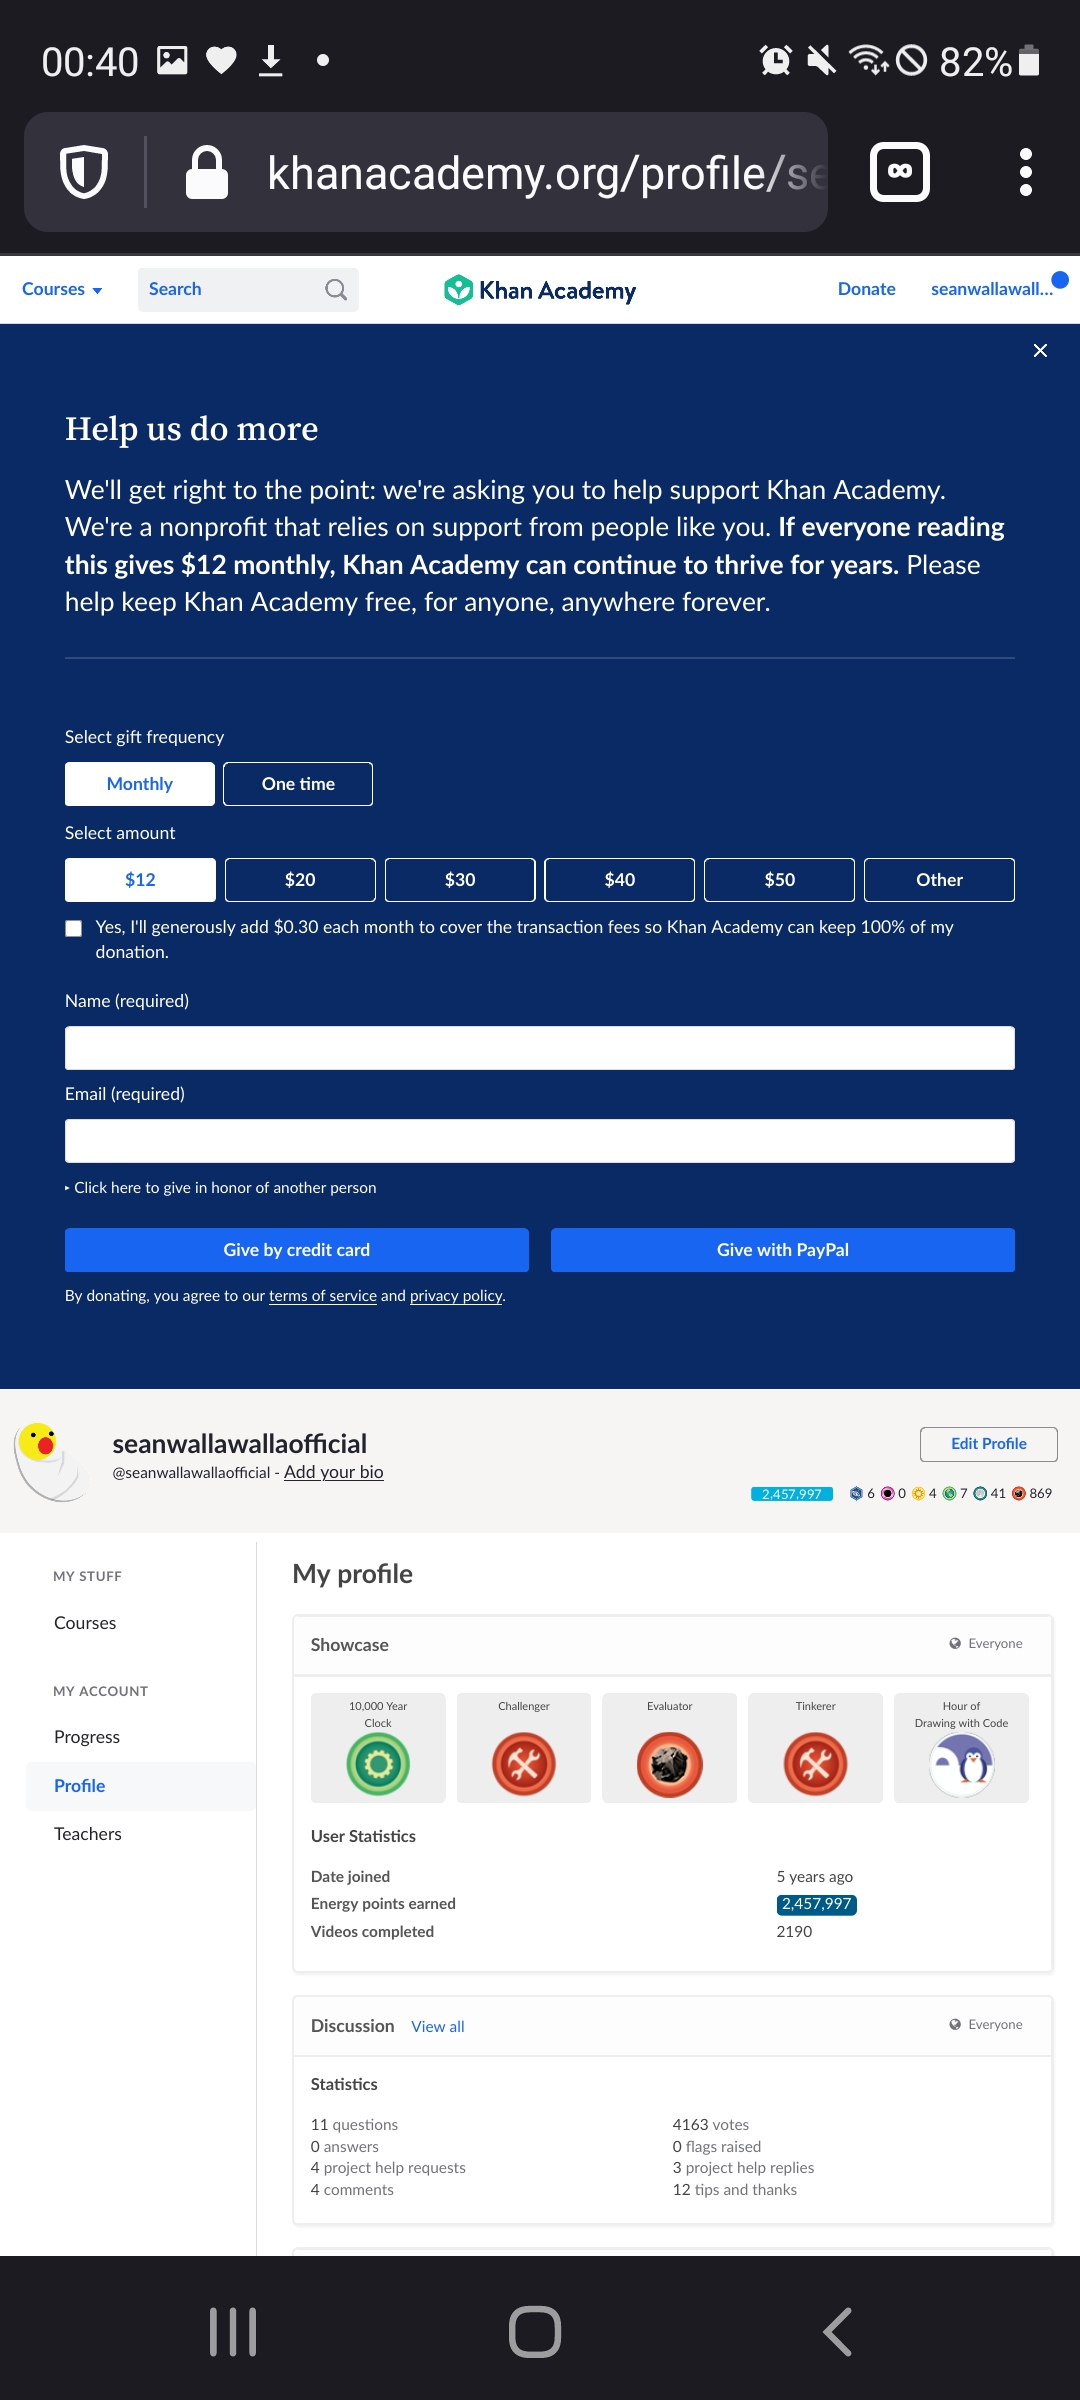 00:40
82%
khanacademy.org/profile/se
Courses
Search
Khan Academy
Donate
seanwallawall...
Help us do more
We'll get right to the point: we're asking you to help support Khan Academy.
We're a nonprofit that relies on support from people like you. If everyone reading
this gives $12 monthly, Khan Academy can continue to thrive for years. Please
help keep Khan Academy free, for anyone, anywhere forever.
Select gift frequency
Monthly
One time
Select amount
$12
$20
$30
$40
$50
Other
Yes, I'll generously add $0.30 each month to cover the transaction fees so Khan Academy can keep 100% of my
donation.
Name (required)
Email (required)
Click here to give in honor of another person
Give by credit card
Give with PayPal
By donating, you agree to our terms of service and privacy policy.
seanwallawallaofficial
@seanwallawallaofficial - Add your bio
Edit Profile
2,457,997
6 0 4 7 41 869
MY STUFF
Courses
MY ACCOUNT
Progress
Profile
Teachers
My profile
Showcase
Everyone
10,000 Year
Clock
Challenger
Evaluator
Tinkerer
Hour of
Drawing with Code
User Statistics
Date joined
5 years ago
Energy points earned
2,457,997
Videos completed
2190
Discussion
View all
Everyone
Statistics
11 questions
4163 votes
0 answers
0 flags raised
4 project help requests
3 project help replies
4 comments
12 tips and thanks